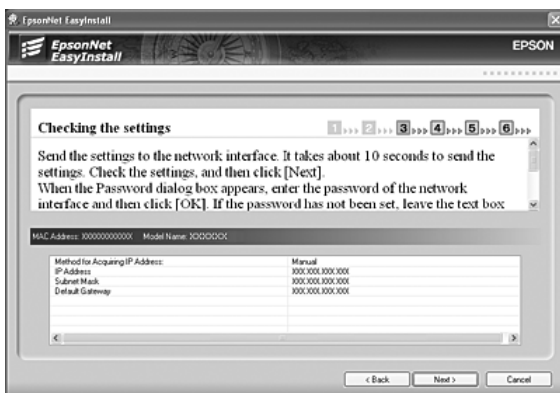 EpsonNet EasyInstall
EpsonNet
EasyInstall
EPSON
Checking the settings
1 >>> 2 >>> 3 >>> 4 >>> 5 >>> 6 >>>
Send the settings to the network interface. It takes about 10 seconds to send the
settings. Check the settings, and then click [Next].
When the Password dialog box appears, enter the password of the network
interface and then click [OK]. If the password has not been set, leave the text box
MAC Address: XXXXXXXXXXXX Model Name: XXXXXXX
Method for Acquiring IP Address: Manual
IP Address XXX.XXX.XXX.XXX
Subnet Mask XXX.XXX.XXX.XXX
Default Gateway XXX.XXX.XXX.XXX
< Back Next > Cancel